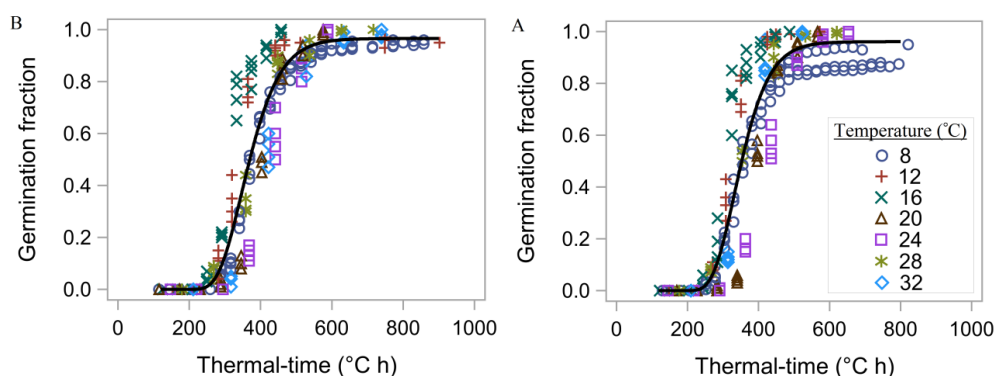 B
Germination fraction
1.0
0.8
0.6
0.4
0.2
0.0
0 200 400 600 800 1000
Thermal-time (°C h)
A
Germination fraction
1.0
0.8
0.6
0.4
0.2
0.0
0 200 400 600 800 1000
Thermal-time (°C h)
Temperature (°C)
8
12
16
20
24
28
32